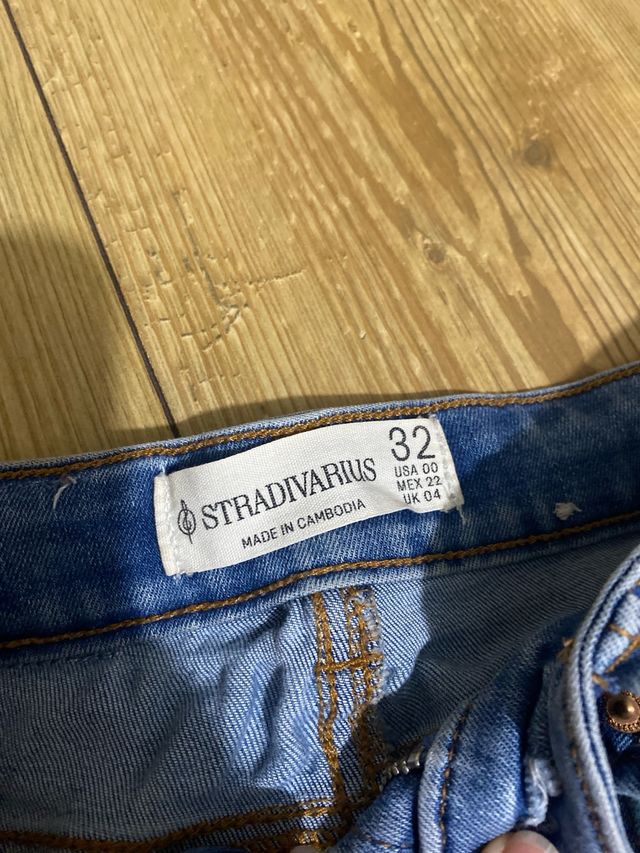 STRADIVARIUS
MADE IN CAMBODIA
32
USA 00
MEX 22
UK 04